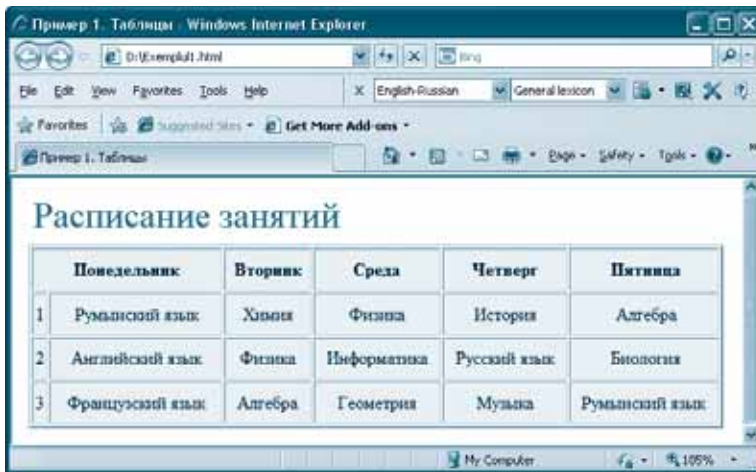 Пример 1. Таблицы - Windows Internet Explorer
D:\Exemplul1.html Bing
File Edit View Favorites Tools Help x English-Russian General lexicon
Favorites Suggested Sites Get More Add-ons
Пример 1. Таблицы Page Safety Tools
Расписание занятий
Понедельник Вторник Среда Четверг Пятница
1 Румынский язык Химия Физика История Алгебра
2 Английский язык Физика Информатика Русский язык Биология
3 Французский язык Алгебра Геометрия Музыка Румынский язык
My Computer 105%